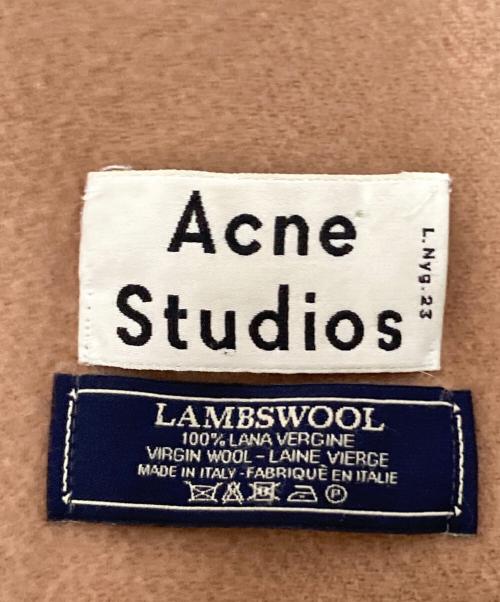 Acne
Studios
L.Nyg.23
LAMBSWOOL
100% LANA VERGINE
VIRGIN WOOL - LAINE VIERGE
MADE IN ITALY - FABRIQUÈ EN ITALIE
P